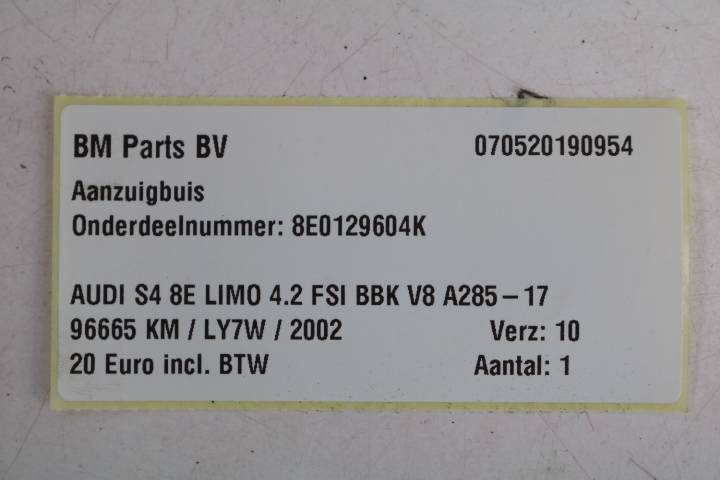 BM Parts BV 070520190954
Aanzuigbuis
Onderdeelnummer: 8E0129604K
AUDI S4 8E LIMO 4.2 FSI BBK V8 A285-17
96665 KM / LY7W / 2002 Verz: 10
20 Euro incl. BTW Aantal: 1